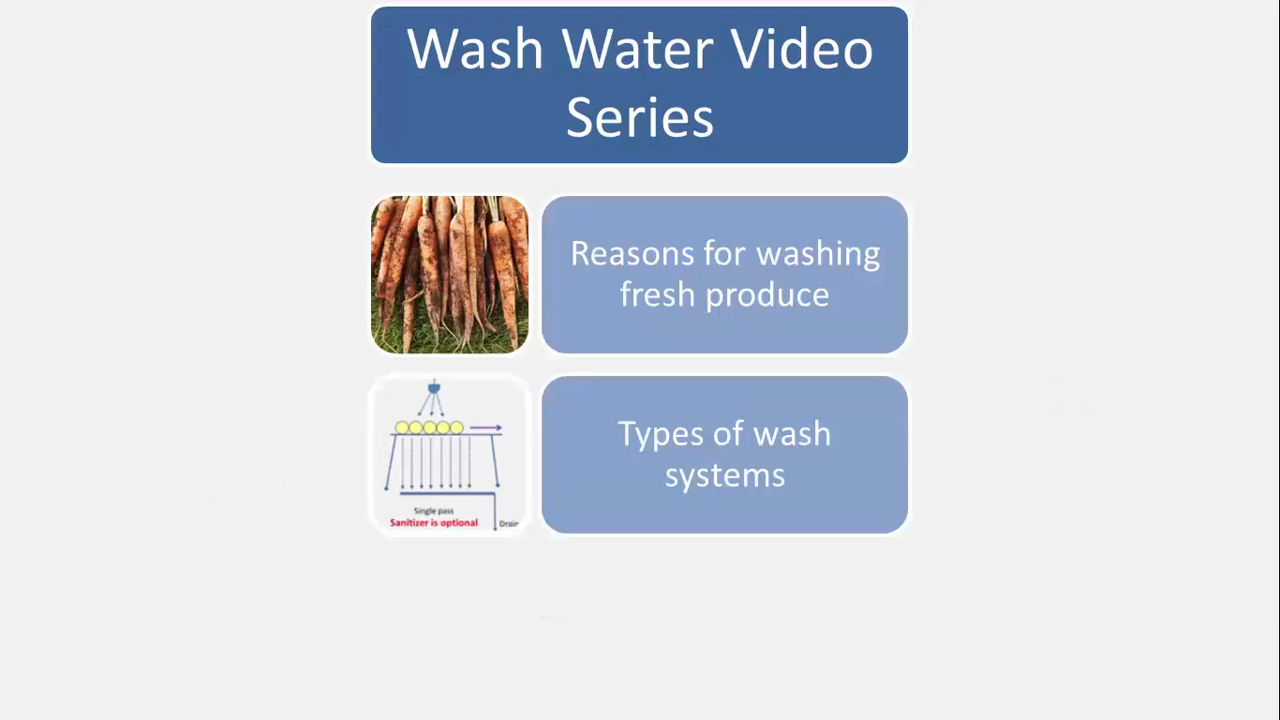 Wash Water Video
Series
Reasons for washing
fresh produce
Types of wash
systems
Single pass
Sanitizer is optional
Drain